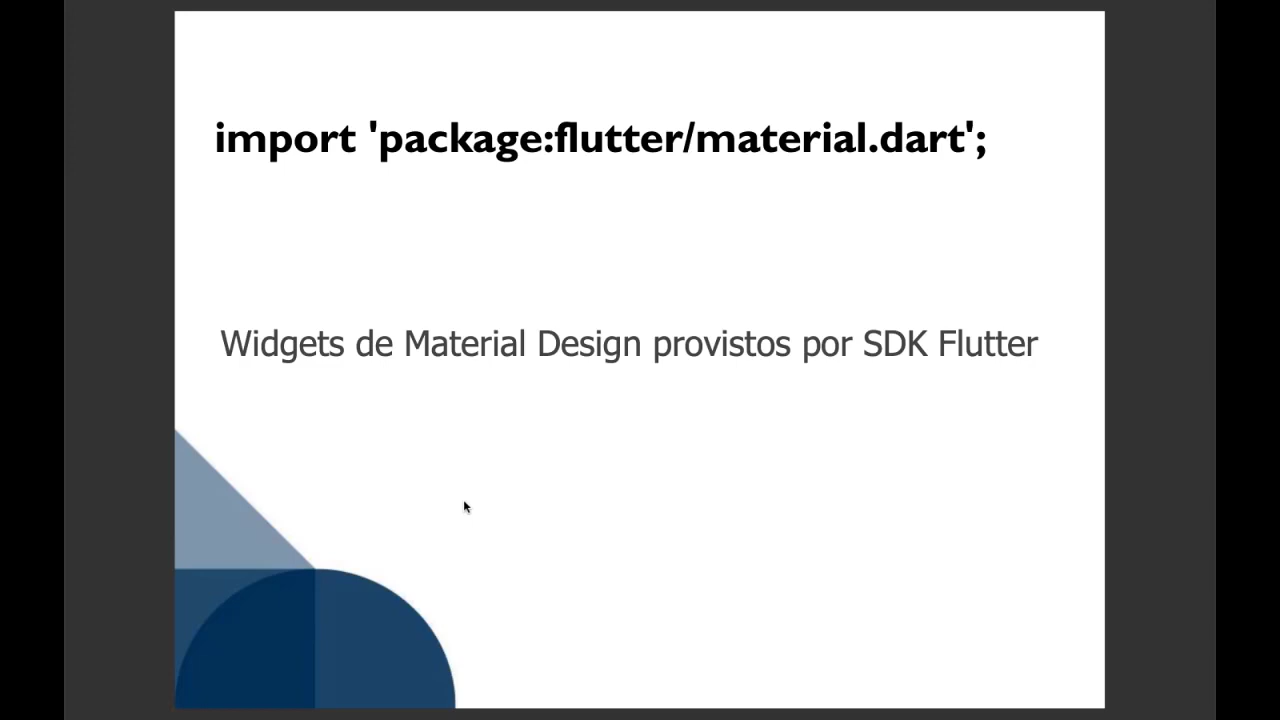 import 'package:flutter/material.dart';
Widgets de Material Design provistos por SDK Flutter